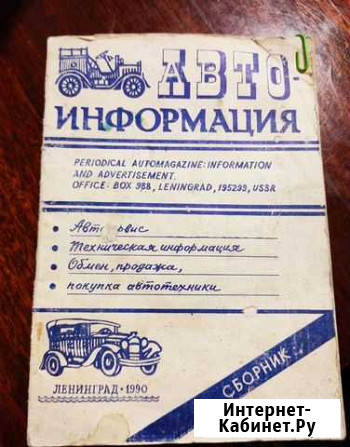 АВТО-
ИНФОРМАЦИЯ
PERIODICAL AUTOMAGAZINE: INFORMATION
AND ADVERTISEMENT.
OFFICE: BOX 988, LENINGRAD, 195299, USSR
Техническая информация
Обмен, продажа,
покупка автотехники
ЛЕНИНГРАД • 1990
СБОРНИК
Интернет-
Кабинет.Ру